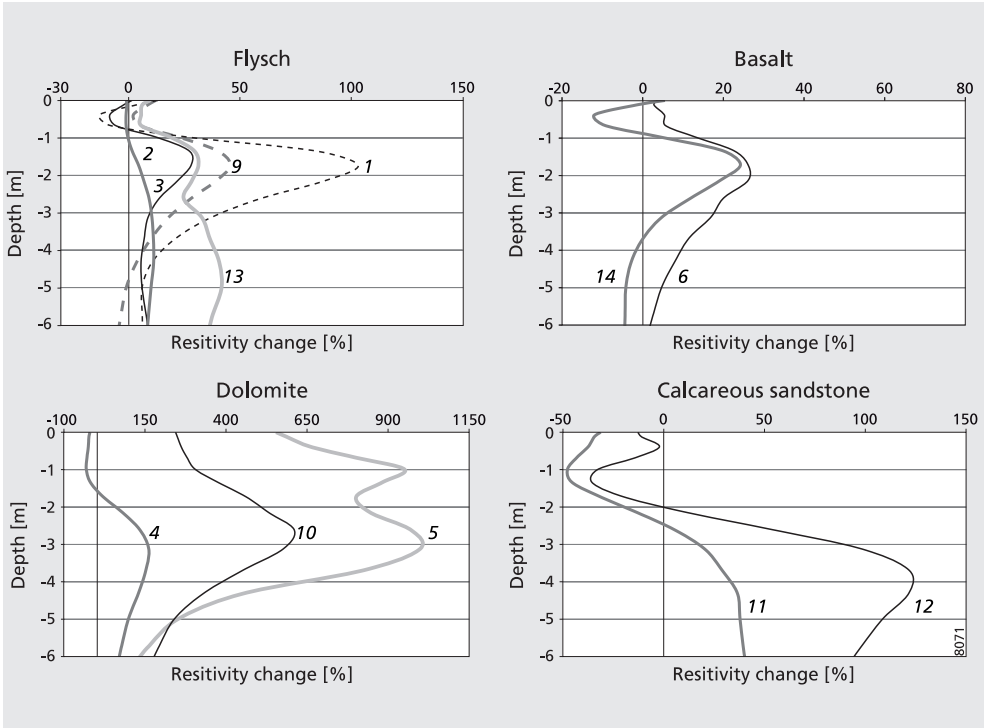 Flysch
-30 0 50 100 150
0
-1
-2
-3
-4
-5
-6
Depth [m]
2
3
9
1
13
Resitivity change [%]
Basalt
-20 0 20 40 60 80
0
-1
-2
-3
-4
-5
-6
Depth [m]
14
6
Resitivity change [%]
Dolomite
-100 150 400 650 900 1150
0
-1
-2
-3
-4
-5
-6
Depth [m]
4
10
5
Resitivity change [%]
Calcareous sandstone
-50 0 50 100 150
0
-1
-2
-3
-4
-5
-6
Depth [m]
11
12
8071
Resitivity change [%]